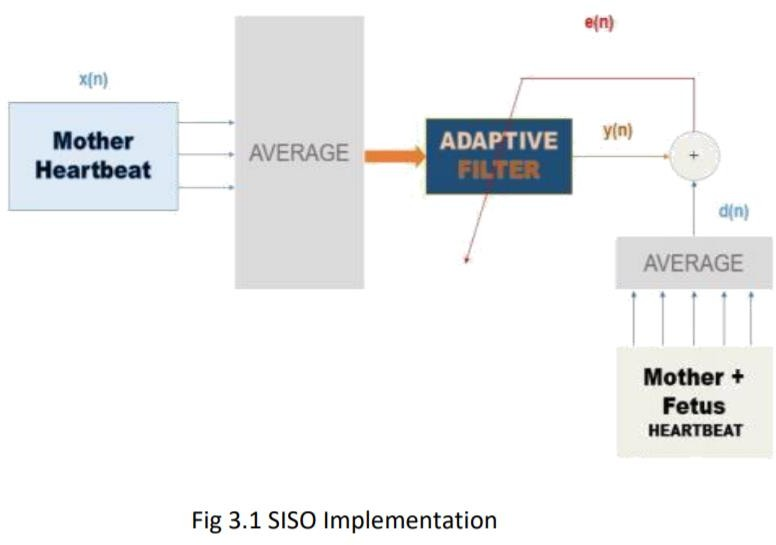 e(n)
x(n)
Mother
Heartbeat
AVERAGE
ADAPTIVE
FILTER
y(n)
+
d(n)
AVERAGE
Mother +
Fetus
HEARTBEAT
Fig 3.1 SISO Implementation